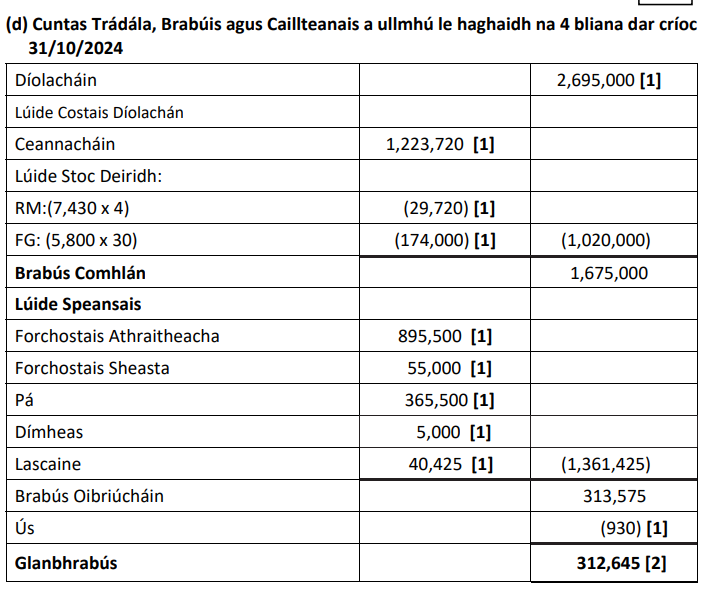 (d) Cuntas Trádála, Brabúis agus Caillteanais a ullmhú le haghaidh na 4 bliana dar críoc
31/10/2024
Díolacháin 2,695,000 [1]
Lúide Costais Díolachán
Ceannacháin 1,223,720 [1]
Lúide Stoc Deiridh:
RM:(7,430 x 4) (29,720) [1]
FG: (5,800 x 30) (174,000) [1] (1,020,000)
Brabús Comhlán 1,675,000
Lúide Speansais
Forchostais Athraitheacha 895,500 [1]
Forchostais Sheasta 55,000 [1]
Pá 365,500 [1]
Dímheas 5,000 [1]
Lascaine 40,425 [1] (1,361,425)
Brabús Oibriúcháin 313,575
Ús (930) [1]
Glanbhrabús 312,645 [2]